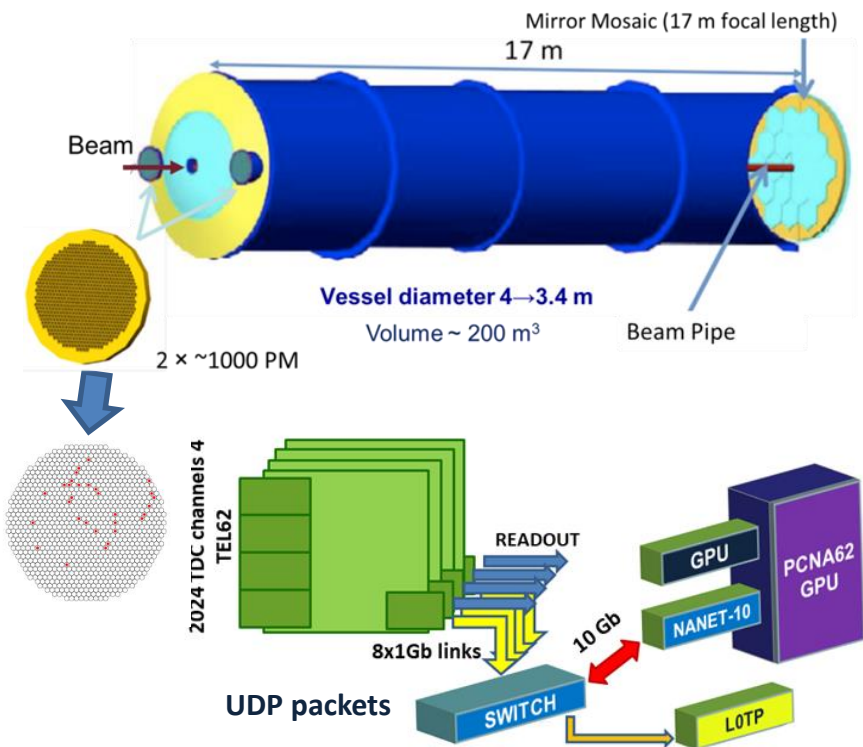 Mirror Mosaic (17 m focal length)
17 m
Beam
Vessel diameter 4→3.4 m
Volume ~ 200 m³
Beam Pipe
2 × ~1000 PM
2024 TDC channels 4
TEL62
READOUT
8x1Gb links
10 Gb
GPU
NANET-10
PCNA62
GPU
UDP packets
SWITCH
L0TP